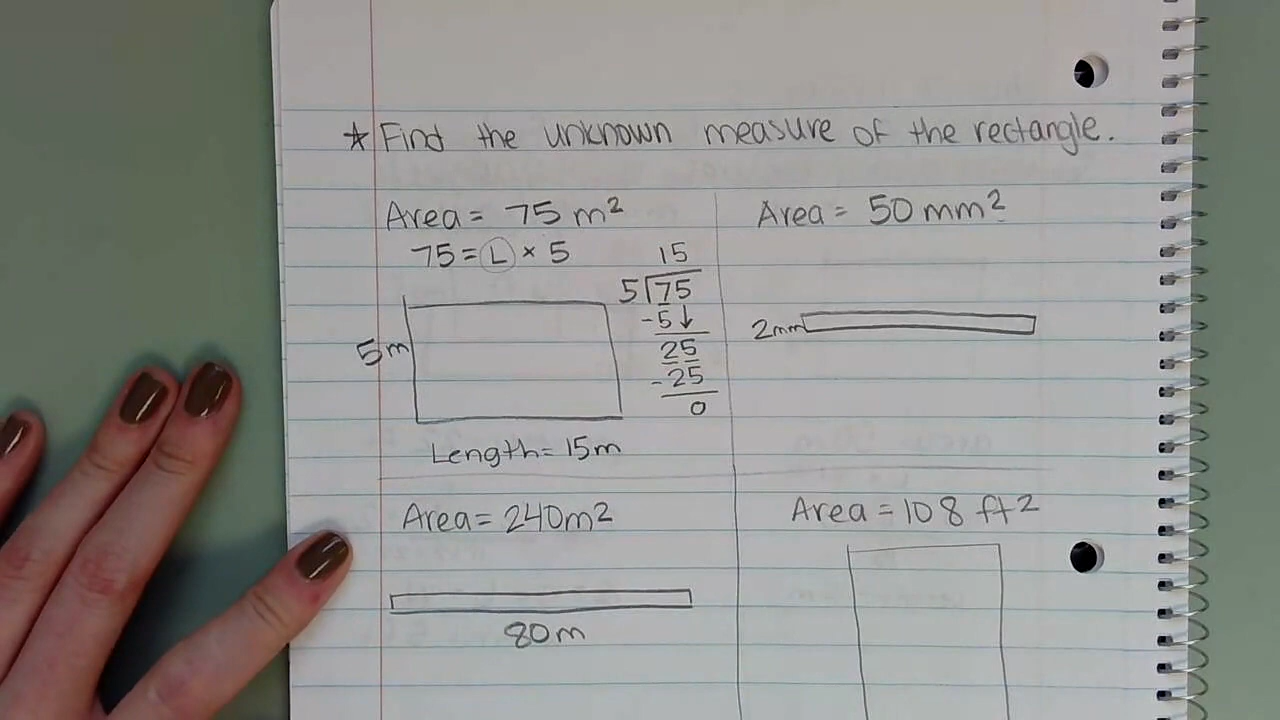 * Find the unknown measure of the rectangle.
Area = 75 m²
75 = L × 5
15
5)75
-5↓
25
-25
0
5m
Length = 15m
Area = 50 mm²
2mm
Area = 240m²
80m
Area = 108 ft²